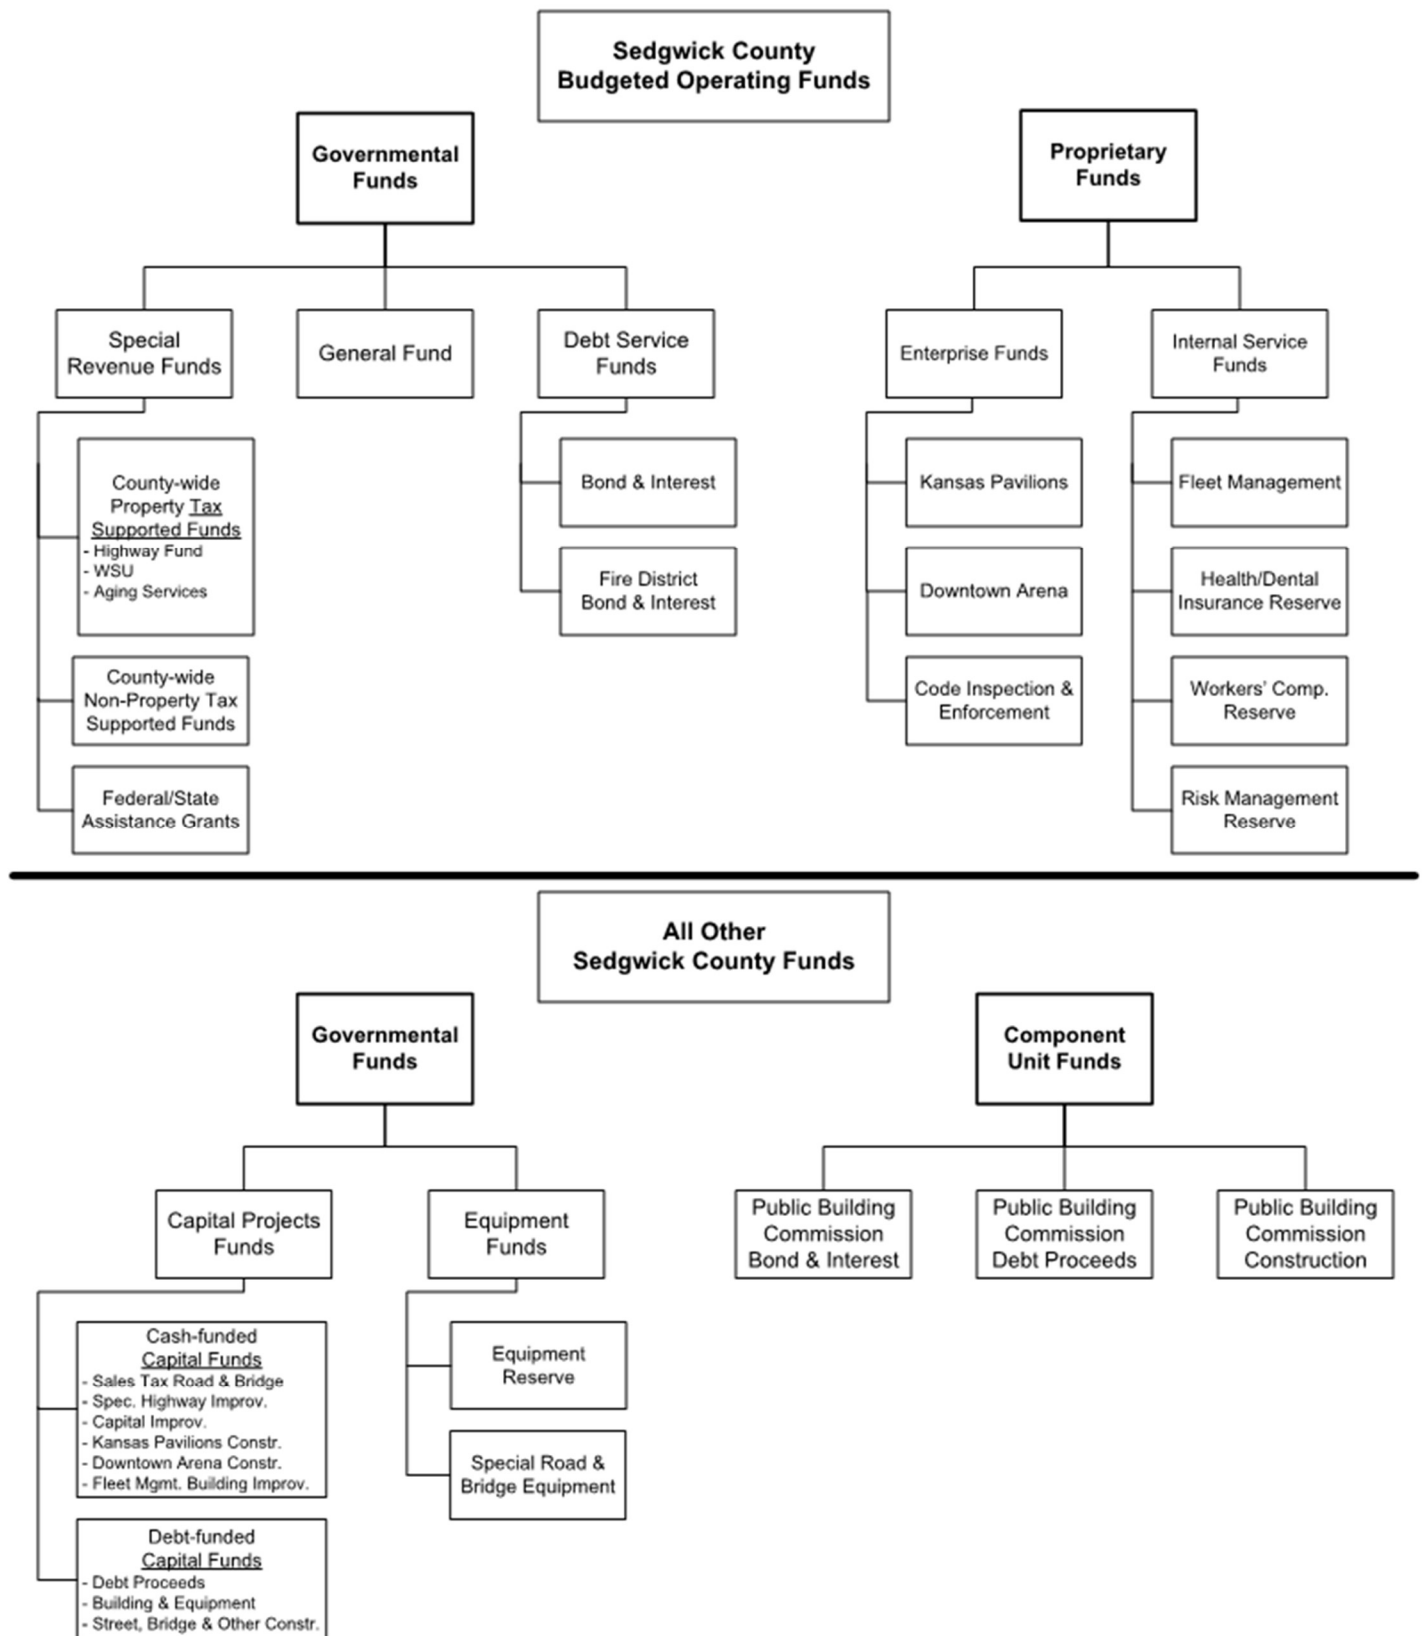 Sedgwick County
Budgeted Operating Funds
Governmental
Funds
Proprietary
Funds
Special
Revenue Funds
General Fund
Debt Service
Funds
Enterprise Funds
Internal Service
Funds
County-wide
Property Tax
Supported Funds
- Highway Fund
- WSU
- Aging Services
County-wide
Non-Property Tax
Supported Funds
Federal/State
Assistance Grants
Bond & Interest
Fire District
Bond & Interest
Kansas Pavilions
Downtown Arena
Code Inspection &
Enforcement
Fleet Management
Health/Dental
Insurance Reserve
Workers' Comp.
Reserve
Risk Management
Reserve
All Other
Sedgwick County Funds
Governmental
Funds
Component
Unit Funds
Capital Projects
Funds
Equipment
Funds
Public Building
Commission
Bond & Interest
Public Building
Commission
Debt Proceeds
Public Building
Commission
Construction
Cash-funded
Capital Funds
- Sales Tax Road & Bridge
- Spec. Highway Improv.
- Capital Improv.
- Kansas Pavilions Constr.
- Downtown Arena Constr.
- Fleet Mgmt. Building Improv.
Debt-funded
Capital Funds
- Debt Proceeds
- Building & Equipment
- Street, Bridge & Other Constr.
Equipment
Reserve
Special Road &
Bridge Equipment